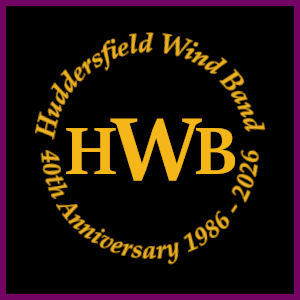 Huddersfield Wind Band
HWB
40th Anniversary 1986 - 2026